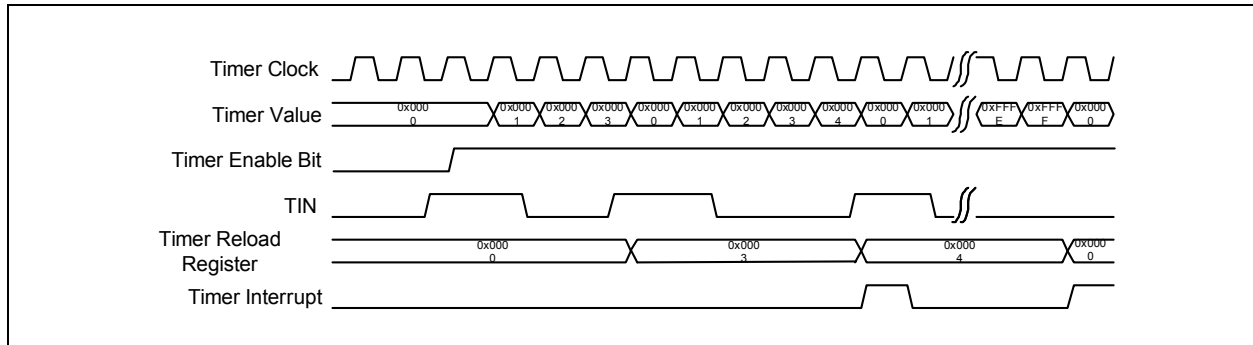 Timer Clock
Timer Value
0x000
0
0x000
1
0x000
2
0x000
3
0x000
0
0x000
1
0x000
2
0x000
3
0x000
4
0x000
0
0x000
1
0xFFF
E
0xFFF
F
0x000
0
Timer Enable Bit
TIN
Timer Reload
Register
0x000
0
0x000
3
0x000
4
0x000
0
Timer Interrupt